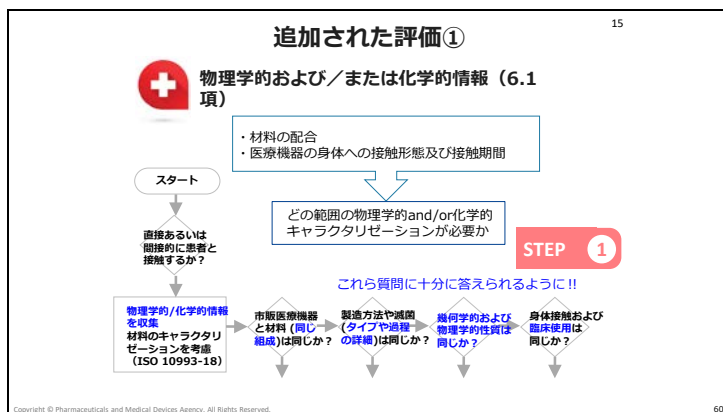 15
追加された評価①
物理学的および／または化学的情報（6.1
項）
・材料の配合
・医療機器の身体への接触形態及び接触期間
スタート
どの範囲の物理学的and/or化学的
キャラクタリゼーションが必要か
直接あるいは
間接的に患者と
接触するか？
STEP 1
これら質問に十分に答えられるように!!
物理学的/化学的情報
を収集
材料のキャラクタリ
ゼーションを考慮
（ISO 10993-18）
市販医療機器
と材料 (同じ
組成)は同じか？
製造方法や滅菌
(タイプや過程
の詳細)は同じか？
幾何学的および
物理学的性質は
同じか？
身体接触および
臨床使用は
同じか？
Copyright © Pharmaceuticals and Medical Devices Agency. All Rights Reserved.
60